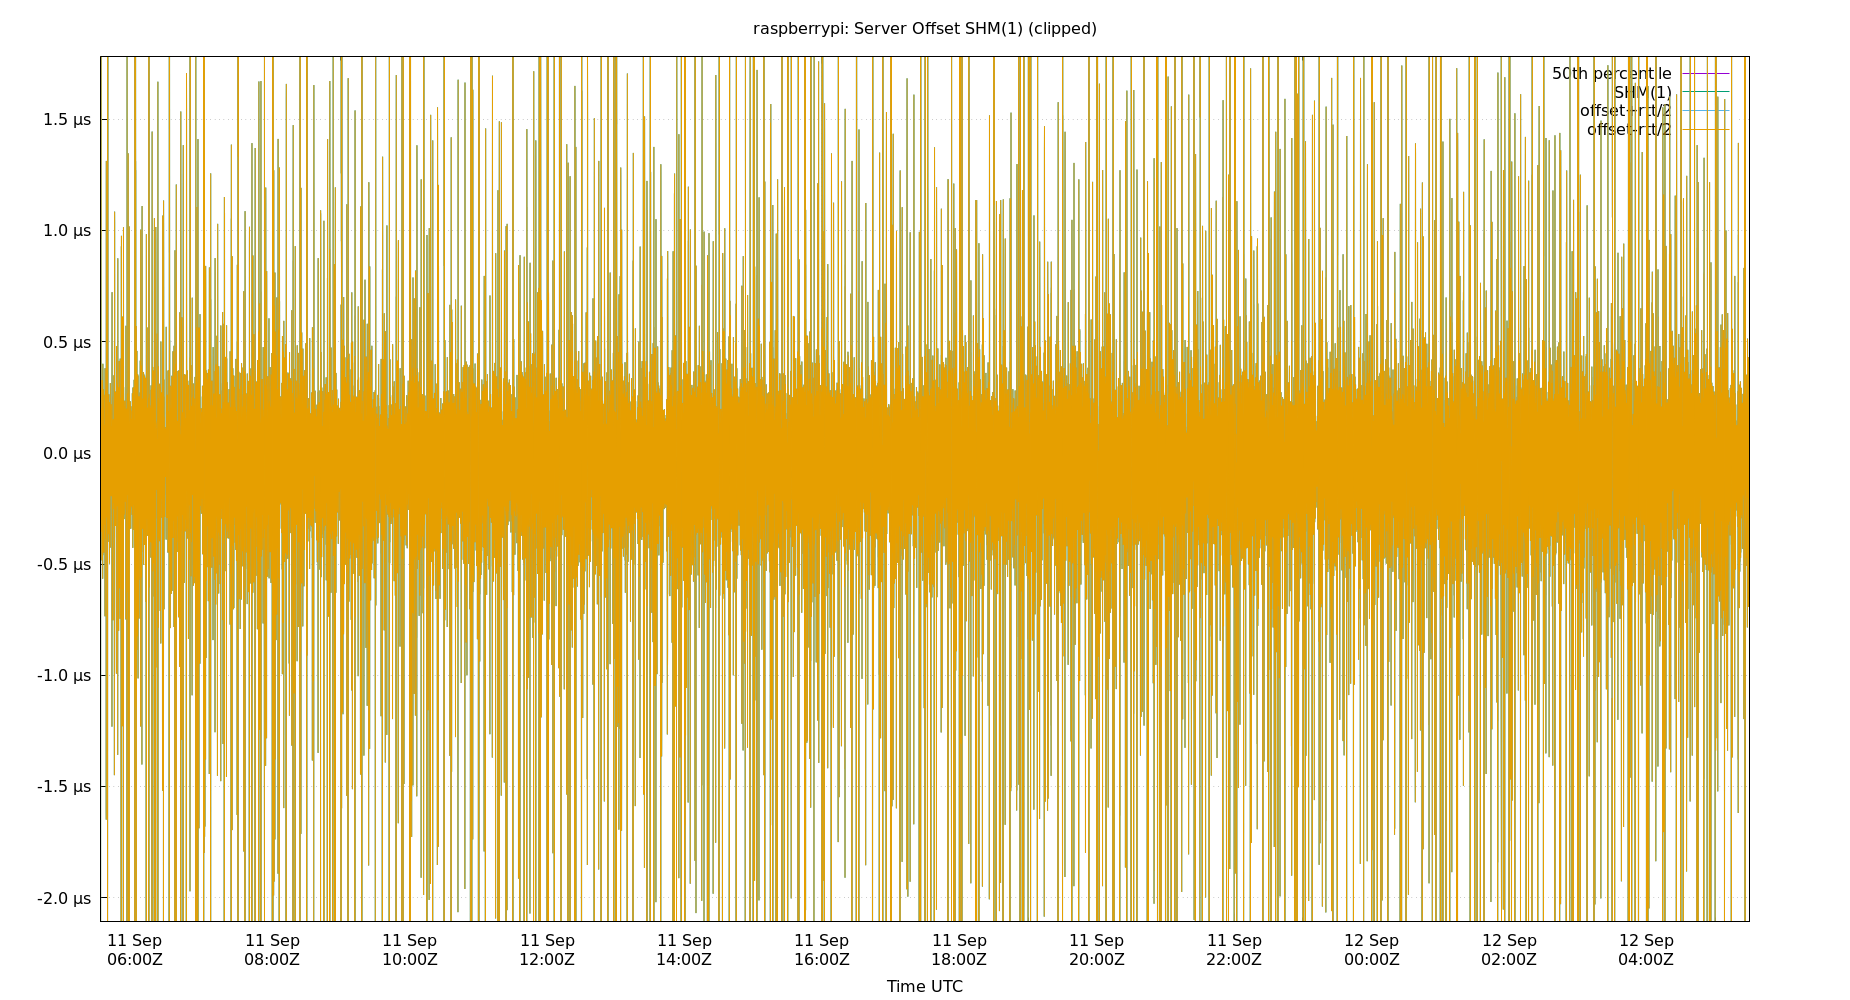 raspberrypi: Server Offset SHM(1) (clipped)
50th percentile
SHM(1)
offset+rtt/2
offset-rtt/2
1.5 µs
1.0 µs
0.5 µs
0.0 µs
-0.5 µs
-1.0 µs
-1.5 µs
-2.0 µs
11 Sep 11 Sep 11 Sep 11 Sep 11 Sep 11 Sep 11 Sep 11 Sep 11 Sep 12 Sep 12 Sep 12 Sep
06:00Z 08:00Z 10:00Z 12:00Z 14:00Z 16:00Z 18:00Z 20:00Z 22:00Z 00:00Z 02:00Z 04:00Z
Time UTC